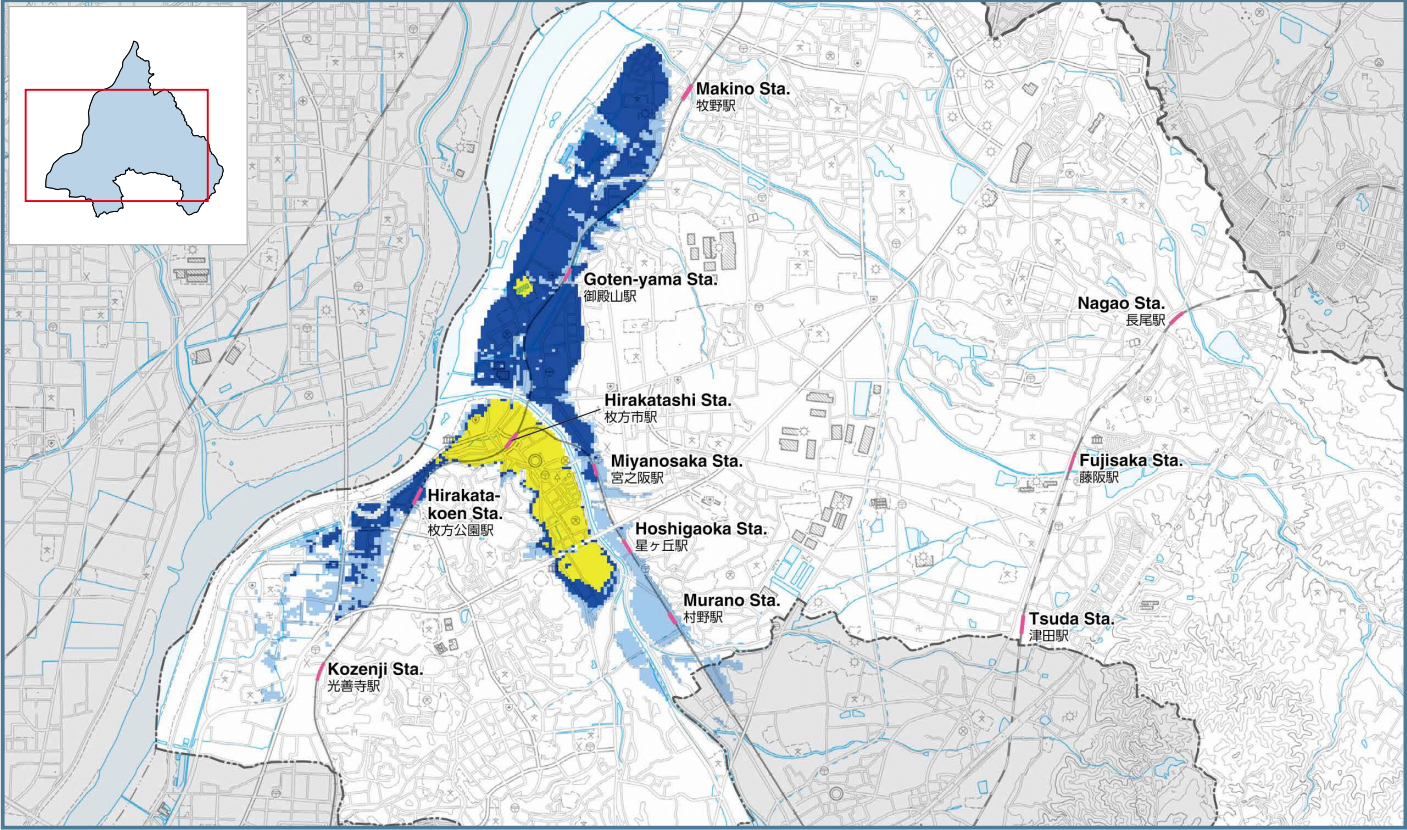 Makino Sta.
牧野駅
Goten-yama Sta.
御殿山駅
Nagao Sta.
長尾駅
Hirakatashi Sta.
枚方市駅
Miyanosaka Sta.
宮之阪駅
Fujisaka Sta.
藤阪駅
Hirakata-
koen Sta.
枚方公園駅
Hoshigaoka Sta.
星ヶ丘駅
Murano Sta.
村野駅
Tsuda Sta.
津田駅
Kozenji Sta.
光善寺駅